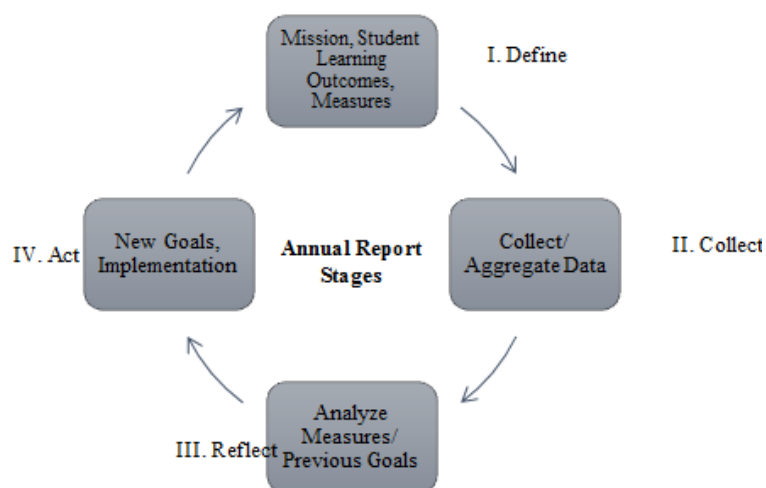 Mission, Student
Learning
Outcomes,
Measures
I. Define
Collect/
Aggregate Data
II. Collect
Analyze
Measures/
Previous Goals
III. Reflect
New Goals,
Implementation
IV. Act
Annual Report
Stages